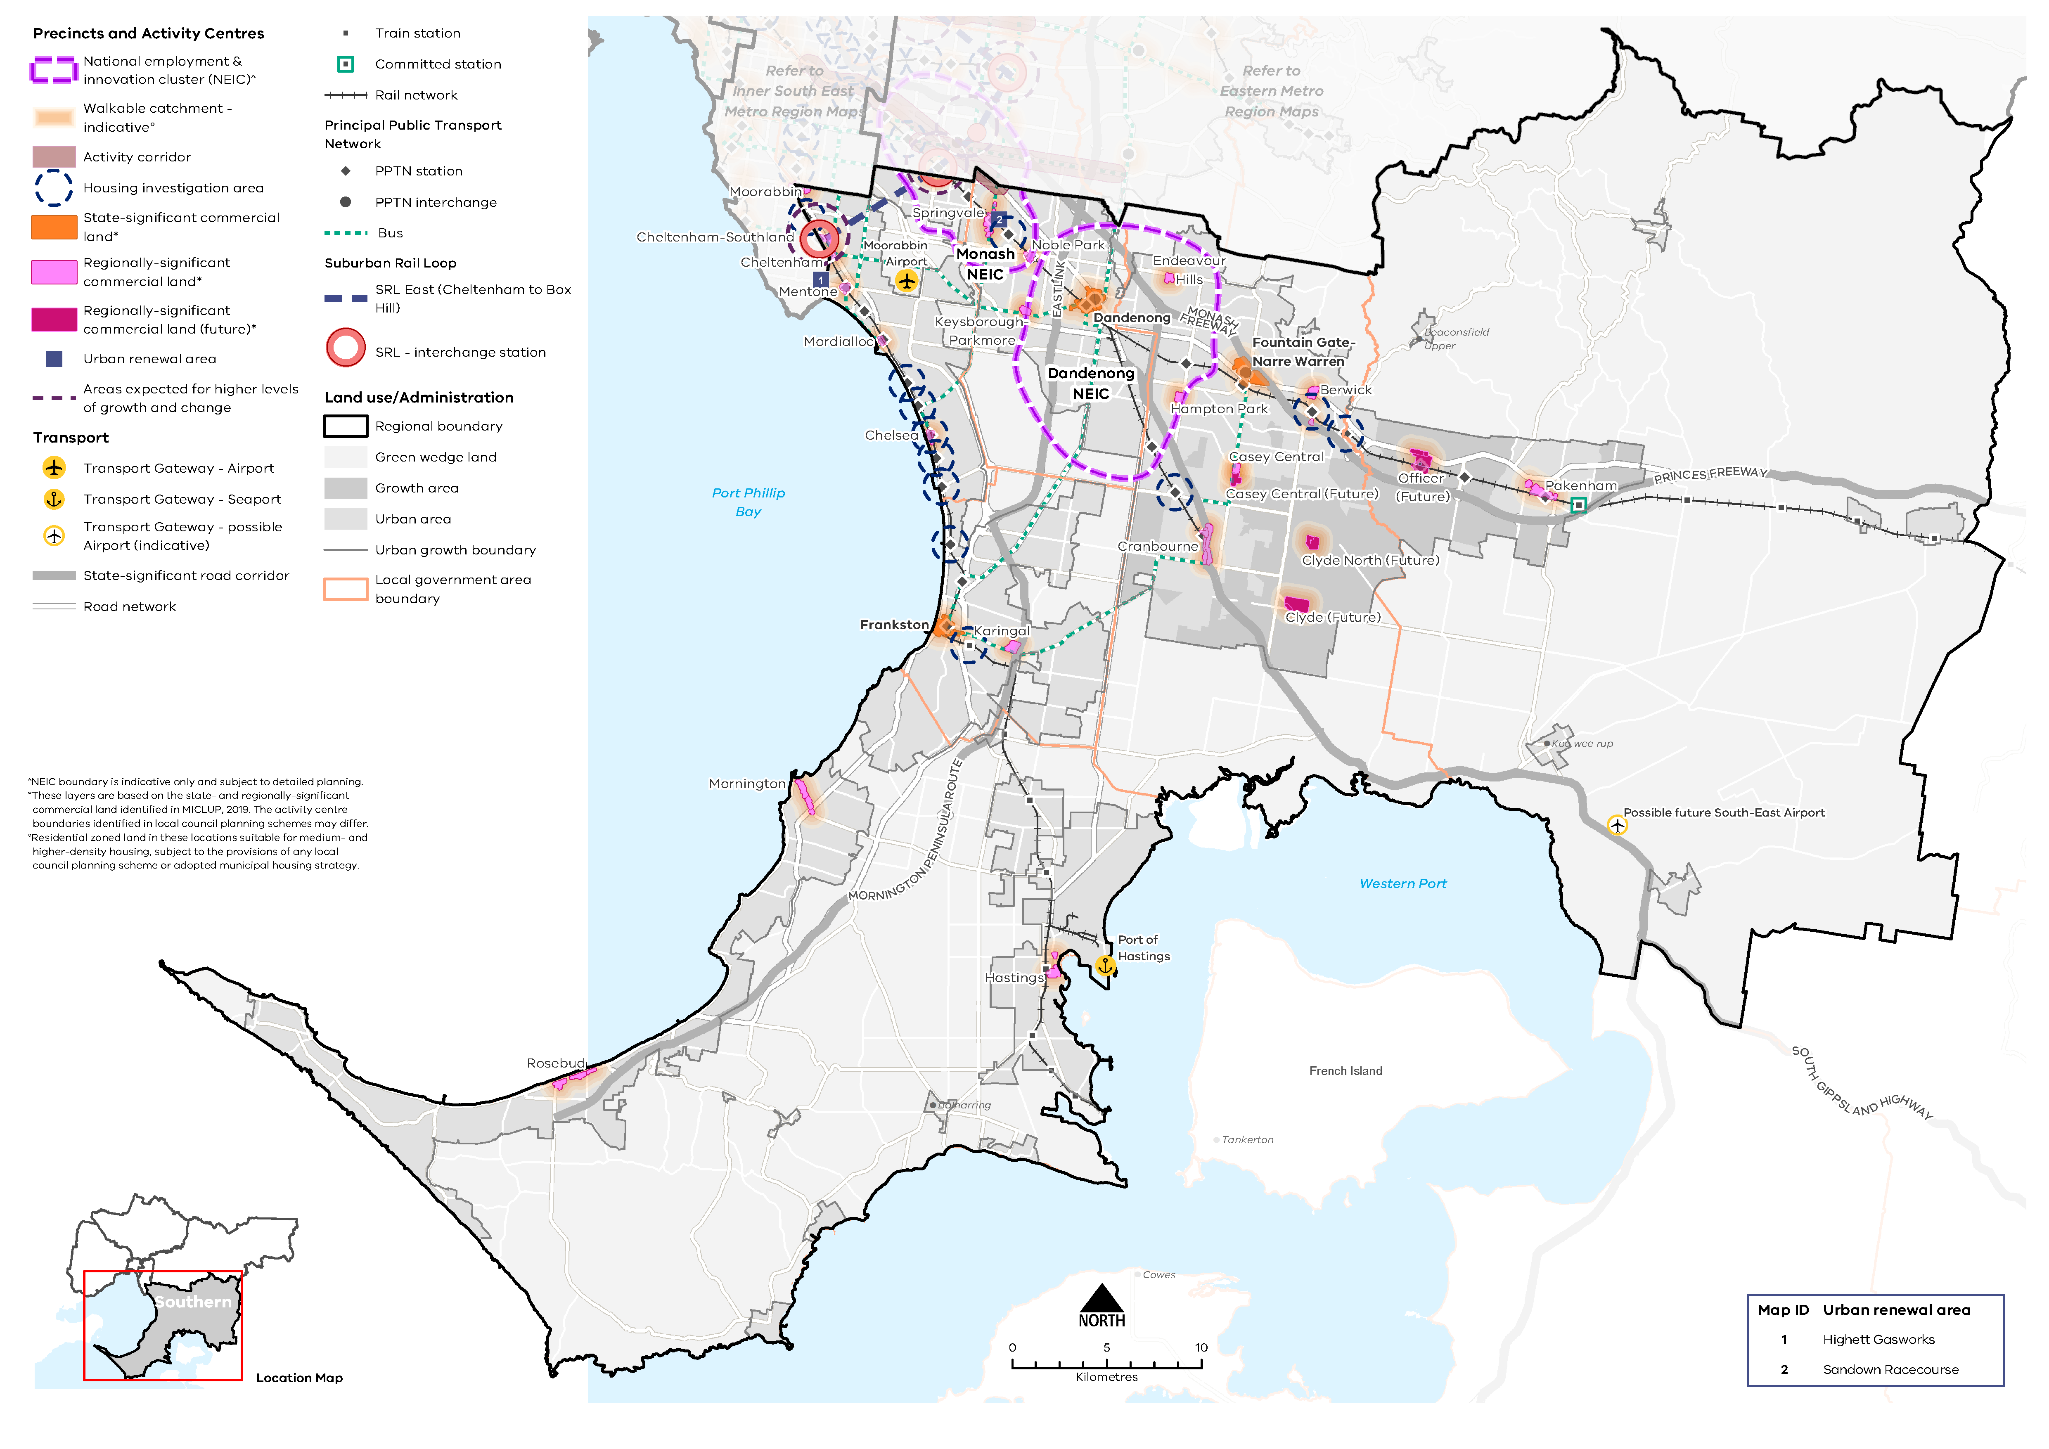 Precincts and Activity Centres
National employment &
innovation cluster (NEIC)^
Walkable catchment -
indicative°
Activity corridor
Housing investigation area
State-significant commercial
land*
Regionally-significant
commercial land*
Regionally-significant
commercial land (future)*
Urban renewal area
Areas expected for higher levels
of growth and change
Transport
Transport Gateway - Airport
Transport Gateway - Seaport
Transport Gateway - possible
Airport (indicative)
State-significant road corridor
Road network
Train station
Committed station
Rail network
Principal Public Transport
Network
PPTN station
PPTN interchange
Bus
Suburban Rail Loop
SRL East (Cheltenham to Box
Hill)
SRL - interchange station
Land use/Administration
Regional boundary
Green wedge land
Growth area
Urban area
Urban growth boundary
Local government area
boundary
^NEIC boundary is indicative only and subject to detailed planning.
*These layers are based on the state- and regionally-significant
commercial land identified in MICLUP, 2019. The activity centre
boundaries identified in local council planning schemes may differ.
°Residential zoned land in these locations suitable for medium- and
higher-density housing, subject to the provisions of any local
council planning scheme or adopted municipal housing strategy.
Refer to
Inner South East
Metro Region Maps
Refer to
Eastern Metro
Region Maps
Moorabbin
Springvale
2
Cheltenham-Southland
Moorabbin
Airport
Noble Park
Monash
NEIC
Cheltenham
1
Mentone
Endeavour
Hills
EASTLINK
Keysborough-
Parkmore
Dandenong
MONASH
FREEWAY
Mordialloc
Fountain Gate-
Narre Warren
Beaconsfield
Upper
Dandenong
NEIC
Berwick
Hampton Park
Chelsea
Casey Central
Casey Central (Future)
Officer
(Future)
Pakenham
PRINCES FREEWAY
Port Phillip
Bay
Cranbourne
Clyde North (Future)
Clyde (Future)
Frankston
Karingal
Koo wee rup
Mornington
MORNINGTON PENINSULA ROUTE
Possible future South-East Airport
Western Port
Port of
Hastings
Hastings
Rosebud
French Island
SOUTH GIPPSLAND HIGHWAY
Balnarring
Tankerton
Cowes
NORTH
0 5 10
Kilometres
Southern
Location Map
Map ID Urban renewal area
1 Highett Gasworks
2 Sandown Racecourse